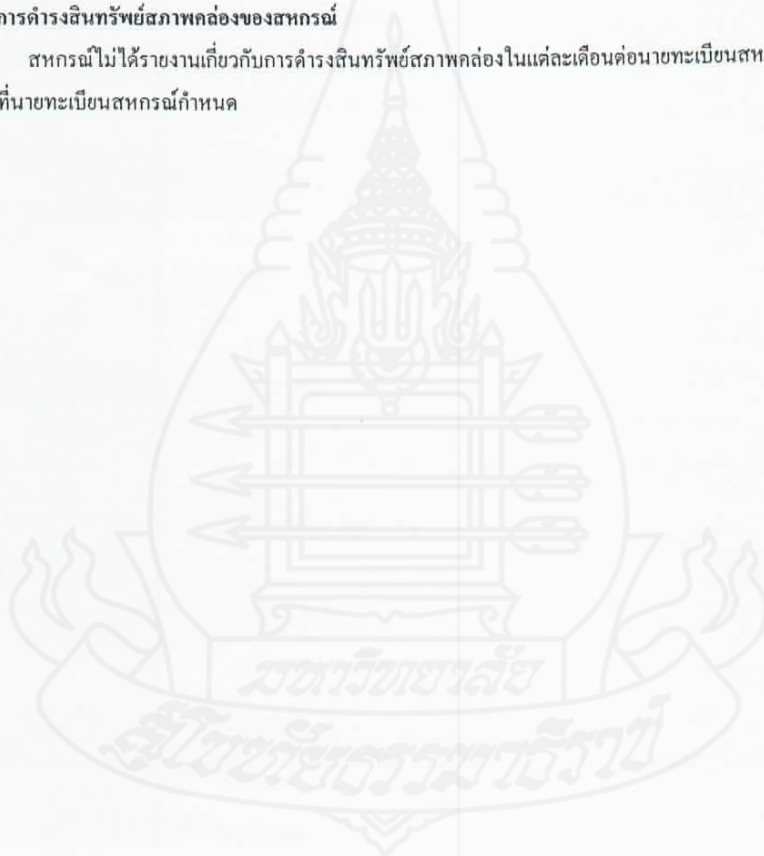 การดำรงสินทรัพย์สภาพคล่องของสหกรณ์
สหกรณ์ไม่ได้รายงานเกี่ยวกับการดำรงสินทรัพย์สภาพคล่องในแต่ละเดือนต่อนายทะเบียนสห
ที่นายทะเบียนสหกรณ์กำหนด
มหาวิทยาลัย
สุโขทัยธรรมาธิราช